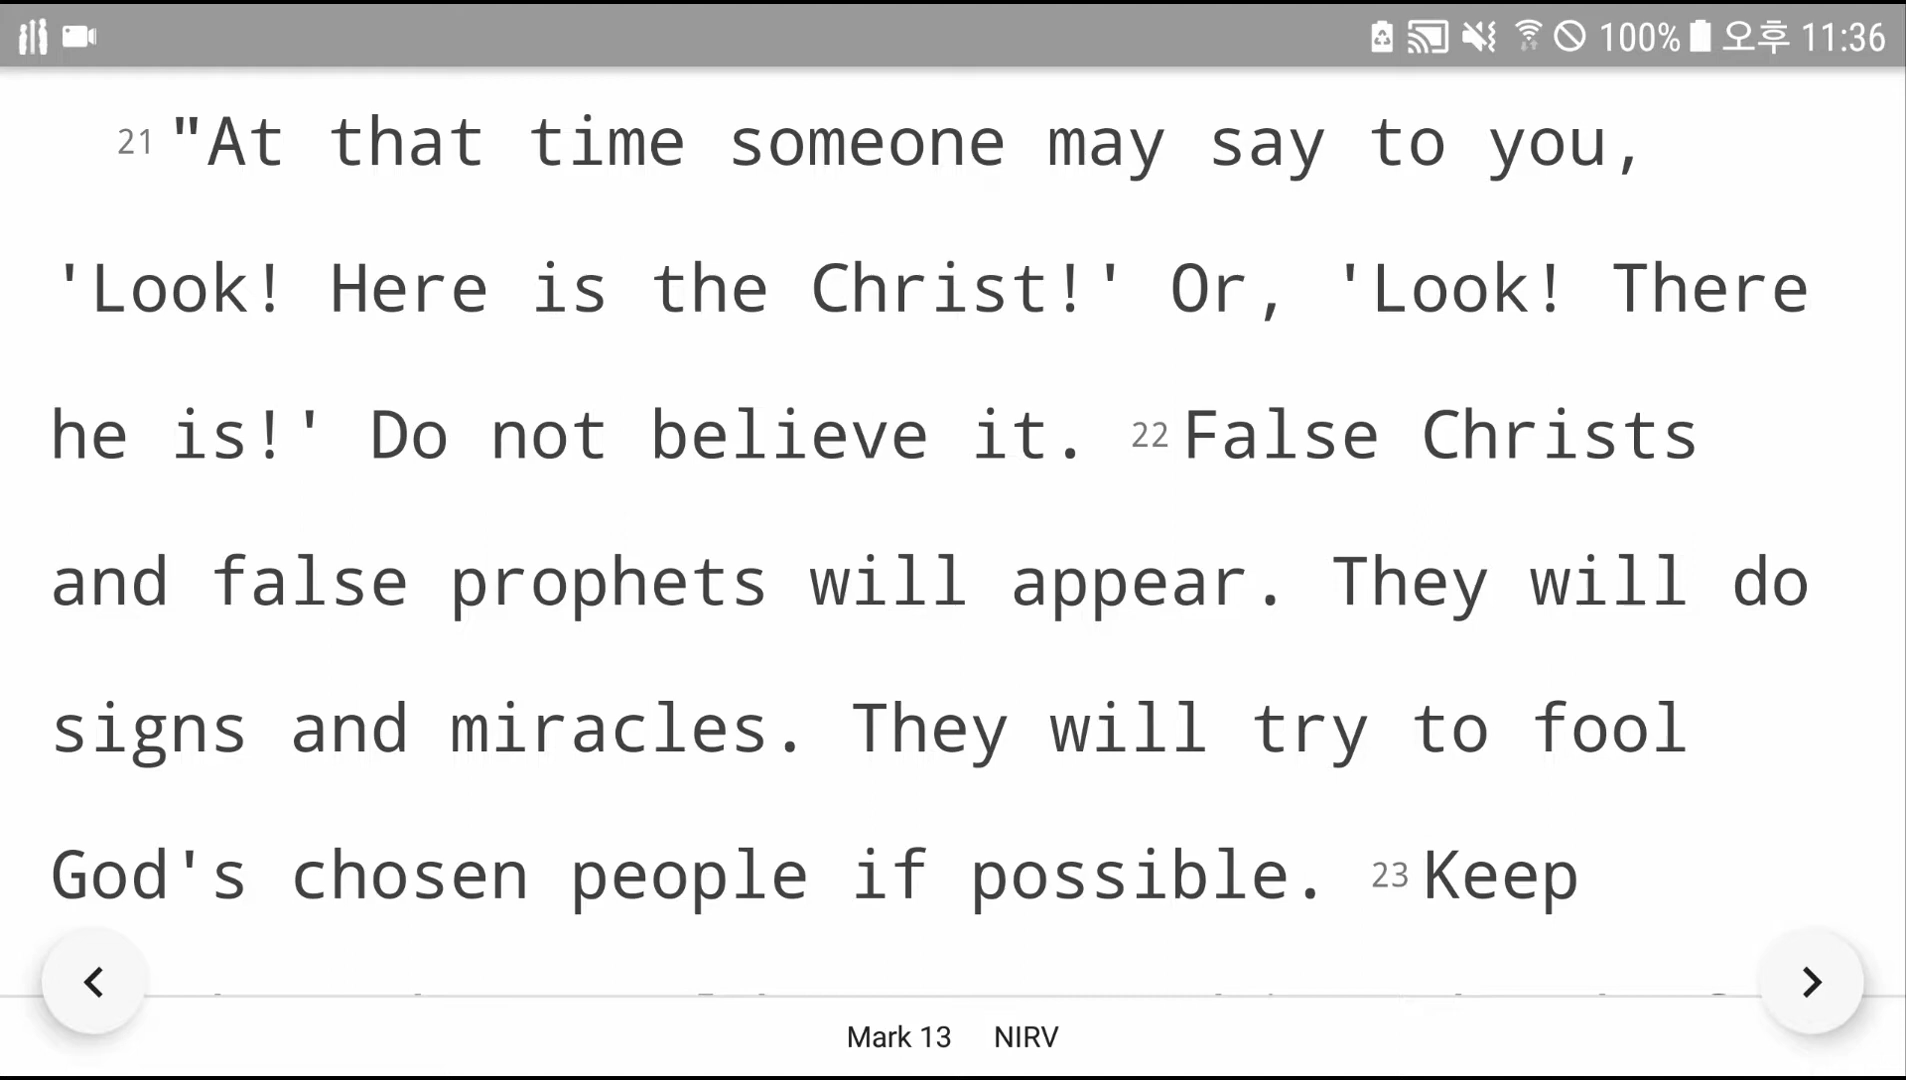 100% 오후 11:36
21 "At that time someone may say to you,
'Look! Here is the Christ!' Or, 'Look! There
he is!' Do not believe it. 22 False Christs
and false prophets will appear. They will do
signs and miracles. They will try to fool
God's chosen people if possible. 23 Keep
Mark 13 NIRV